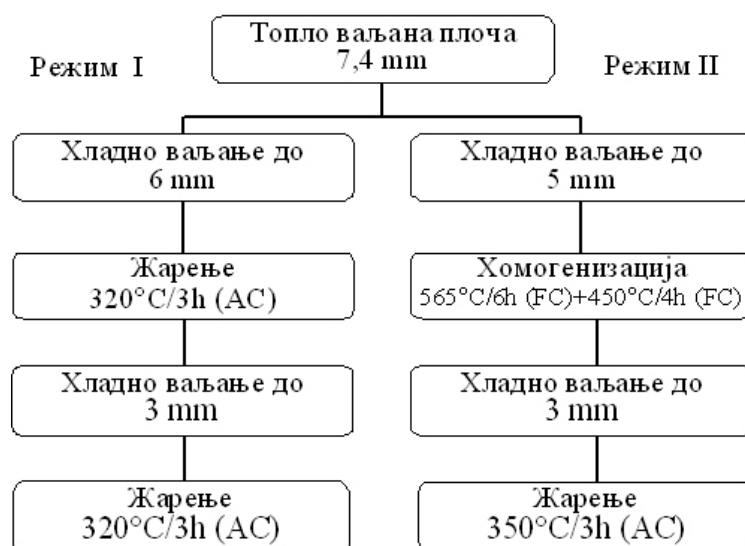 Топло ваљана плоча
7,4 mm
Режим I
Режим II
Хладно ваљање до
6 mm
Хладно ваљање до
5 mm
Жарење
320°C/3h (AC)
Хомогенизација
565°C/6h (FC)+450°C/4h (FC)
Хладно ваљање до
3 mm
Хладно ваљање до
3 mm
Жарење
320°C/3h (AC)
Жарење
350°C/3h (AC)